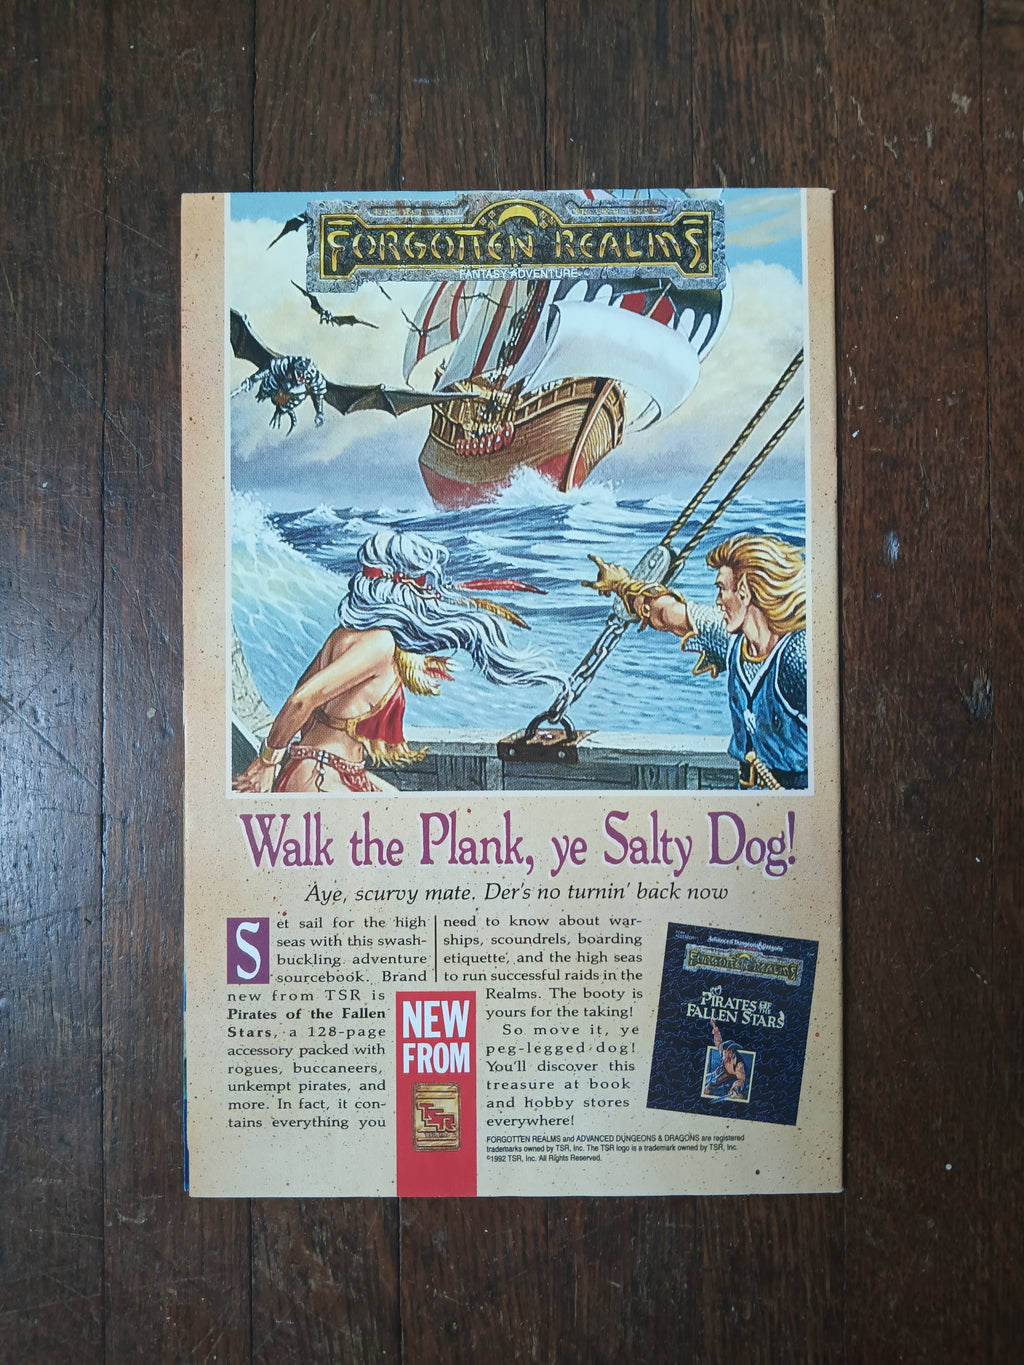 FORGOTTEN REALMS®
FANTASY ADVENTURE
Walk the Plank, ye Salty Dog!
Aye, scurvy mate. Der's no turnin' back now
Set sail for the high
seas with this swash-
buckling adventure
sourcebook. Brand
new from TSR is
Pirates of the Fallen
Stars, a 128-page
accessory packed with
rogues, buccaneers,
unkempt pirates, and
more. In fact, it con-
tains everything you
need to know about war-
ships, scoundrels, boarding
etiquette, and the high seas
to run successful raids in the
Realms. The booty is
yours for the taking!
So move it, ye
peg-legged dog!
You'll discover this
treasure at book
and hobby stores
everywhere!
NEW
FROM
TSR
Advanced Dungeons & Dragons
FORGOTTEN REALMS
PIRATES OF THE
FALLEN STARS
FORGOTTEN REALMS and ADVANCED DUNGEONS & DRAGONS are registered
trademarks owned by TSR, Inc. The TSR logo is a trademark owned by TSR, Inc.
©1992 TSR, Inc. All Rights Reserved.